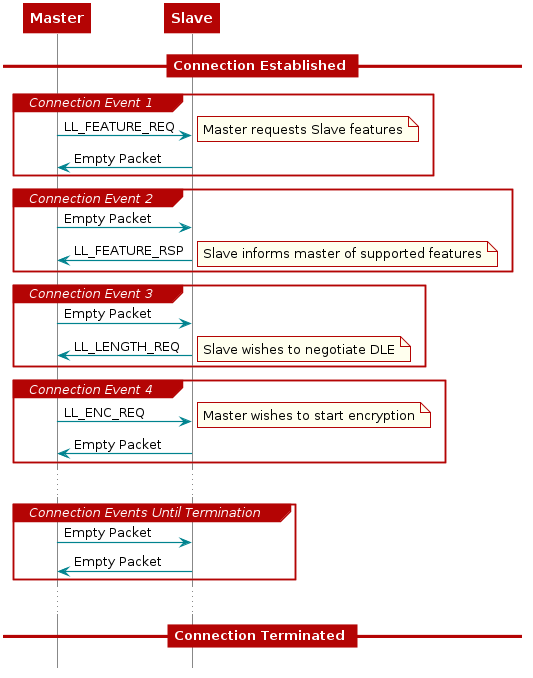 Master Slave
Connection Established
Connection Event 1
LL_FEATURE_REQ Master requests Slave features
Empty Packet
Connection Event 2
Empty Packet
LL_FEATURE_RSP Slave informs master of supported features
Connection Event 3
Empty Packet
LL_LENGTH_REQ Slave wishes to negotiate DLE
Connection Event 4
LL_ENC_REQ Master wishes to start encryption
Empty Packet
Connection Events Until Termination
Empty Packet
Empty Packet
Connection Terminated